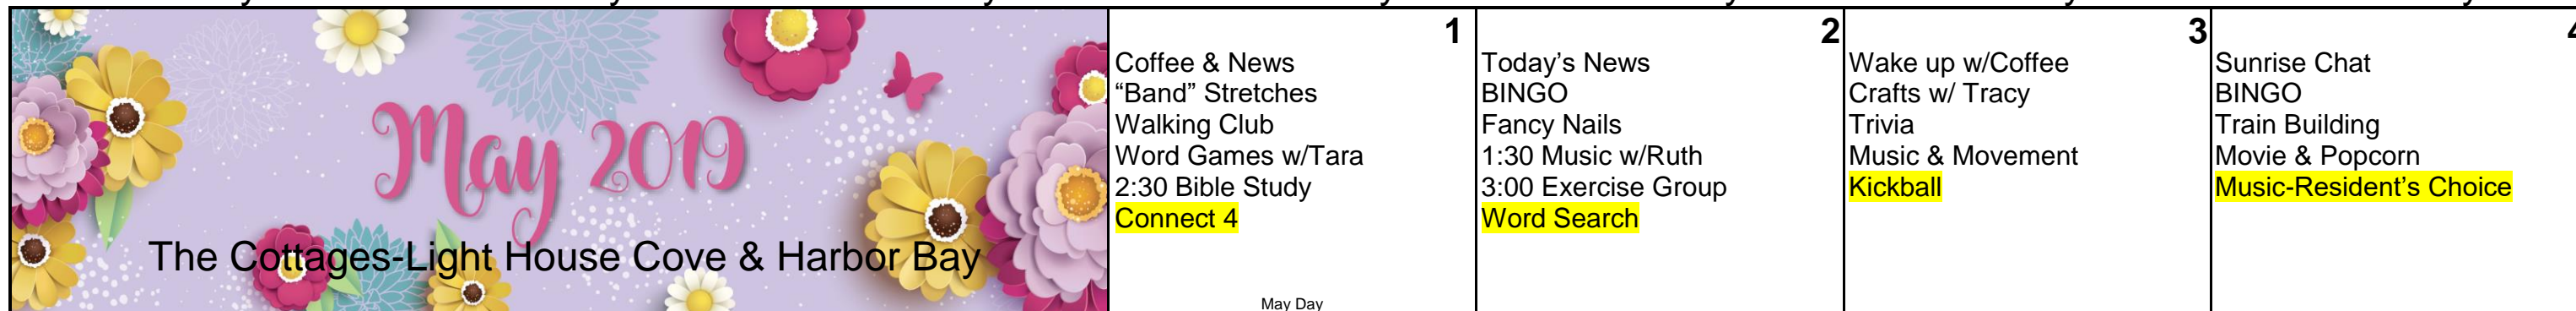 May 2019
The Cottages-Light House Cove & Harbor Bay
1
Coffee & News
“Band” Stretches
Walking Club
Word Games w/Tara
2:30 Bible Study
Connect 4
May Day
2
Today’s News
BINGO
Fancy Nails
1:30 Music w/Ruth
3:00 Exercise Group
Word Search
3
Wake up w/Coffee
Crafts w/ Tracy
Trivia
Music & Movement
Kickball
4
Sunrise Chat
BINGO
Train Building
Movie & Popcorn
Music-Resident’s Choice